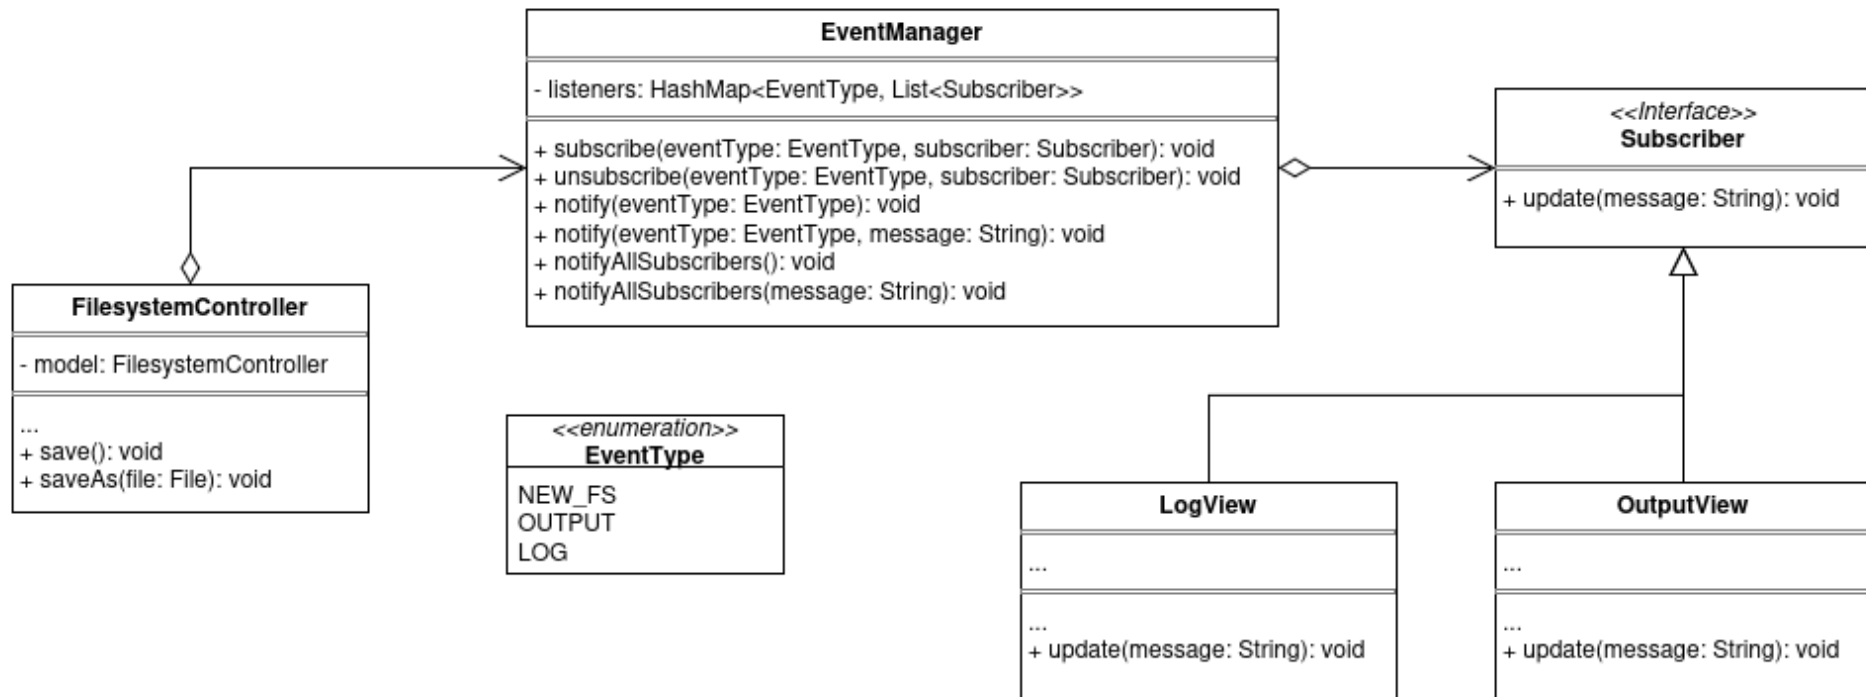 EventManager
- listeners: HashMap<EventType, List<Subscriber>>
+ subscribe(eventType: EventType, subscriber: Subscriber): void
+ unsubscribe(eventType: EventType, subscriber: Subscriber): void
+ notify(eventType: EventType): void
+ notify(eventType: EventType, message: String): void
+ notifyAllSubscribers(): void
+ notifyAllSubscribers(message: String): void
<<Interface>>
Subscriber
+ update(message: String): void
FilesystemController
- model: FilesystemController
...
+ save(): void
+ saveAs(file: File): void
<<enumeration>>
EventType
NEW_FS
OUTPUT
LOG
LogView
...
...
+ update(message: String): void
OutputView
...
...
+ update(message: String): void